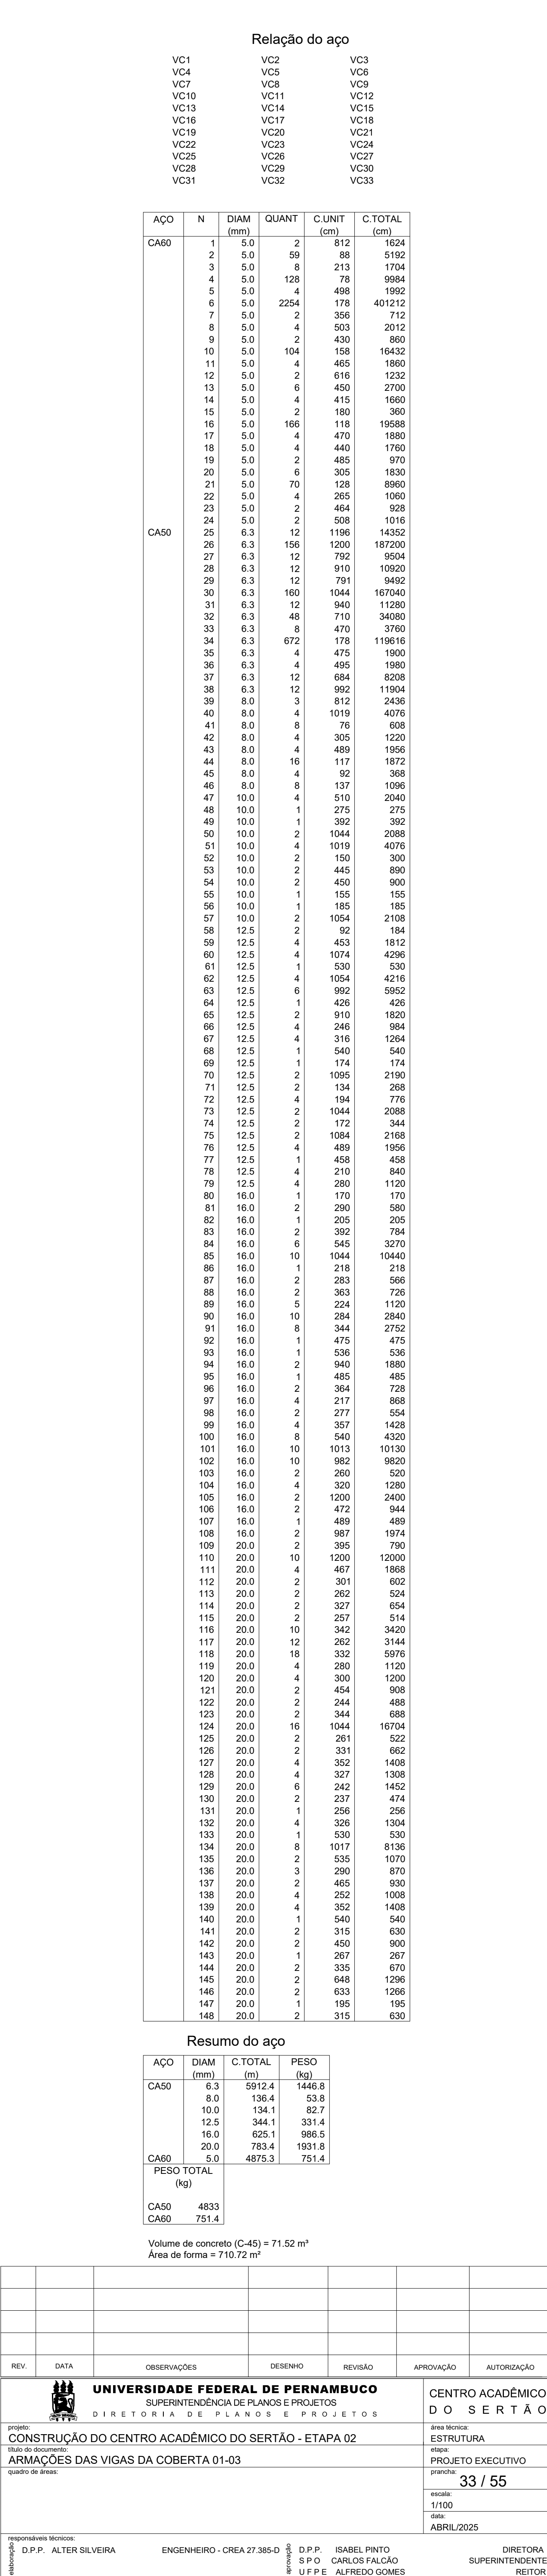 Relação do aço
VC1 VC2 VC3
VC4 VC5 VC6
VC7 VC8 VC9
VC10 VC11 VC12
VC13 VC14 VC15
VC16 VC17 VC18
VC19 VC20 VC21
VC22 VC23 VC24
VC25 VC26 VC27
VC28 VC29 VC30
VC31 VC32 VC33
AÇO N DIAM QUANT C.UNIT C.TOTAL
(mm) (cm) (cm)
CA60 1 5.0 2 812 1624
2 5.0 59 88 5192
3 5.0 8 213 1704
4 5.0 128 78 9984
5 5.0 4 498 1992
6 5.0 2254 178 401212
7 5.0 2 356 712
8 5.0 4 503 2012
9 5.0 2 430 860
10 5.0 104 158 16432
11 5.0 4 465 1860
12 5.0 2 616 1232
13 5.0 6 450 2700
14 5.0 4 415 1660
15 5.0 2 180 360
16 5.0 166 118 19588
17 5.0 4 470 1880
18 5.0 4 440 1760
19 5.0 2 485 970
20 5.0 6 305 1830
21 5.0 70 128 8960
22 5.0 4 265 1060
23 5.0 2 464 928
24 5.0 2 508 1016
CA50 25 6.3 12 1196 14352
26 6.3 156 1200 187200
27 6.3 12 792 9504
28 6.3 12 910 10920
29 6.3 12 791 9492
30 6.3 160 1044 167040
31 6.3 12 940 11280
32 6.3 48 710 34080
33 6.3 8 470 3760
34 6.3 672 178 119616
35 6.3 4 475 1900
36 6.3 4 495 1980
37 6.3 12 684 8208
38 6.3 12 992 11904
39 8.0 3 812 2436
40 8.0 4 1019 4076
41 8.0 8 76 608
42 8.0 4 305 1220
43 8.0 4 489 1956
44 8.0 16 117 1872
45 8.0 4 92 368
46 8.0 8 137 1096
47 10.0 4 510 2040
48 10.0 1 275 275
49 10.0 1 392 392
50 10.0 2 1044 2088
51 10.0 4 1019 4076
52 10.0 2 150 300
53 10.0 2 445 890
54 10.0 2 450 900
55 10.0 1 155 155
56 10.0 1 185 185
57 10.0 2 1054 2108
58 12.5 2 92 184
59 12.5 4 453 1812
60 12.5 4 1074 4296
61 12.5 1 530 530
62 12.5 4 1054 4216
63 12.5 6 992 5952
64 12.5 1 426 426
65 12.5 2 910 1820
66 12.5 4 246 984
67 12.5 4 316 1264
68 12.5 1 540 540
69 12.5 1 174 174
70 12.5 2 1095 2190
71 12.5 2 134 268
72 12.5 4 194 776
73 12.5 2 1044 2088
74 12.5 2 172 344
75 12.5 2 1084 2168
76 12.5 4 489 1956
77 12.5 1 458 458
78 12.5 4 210 840
79 12.5 4 280 1120
80 16.0 1 170 170
81 16.0 2 290 580
82 16.0 1 205 205
83 16.0 2 392 784
84 16.0 6 545 3270
85 16.0 10 1044 10440
86 16.0 1 218 218
87 16.0 2 283 566
88 16.0 2 363 726
89 16.0 5 224 1120
90 16.0 10 284 2840
91 16.0 8 344 2752
92 16.0 1 475 475
93 16.0 1 536 536
94 16.0 2 940 1880
95 16.0 1 485 485
96 16.0 2 364 728
97 16.0 4 217 868
98 16.0 2 277 554
99 16.0 4 357 1428
100 16.0 8 540 4320
101 16.0 10 1013 10130
102 16.0 10 982 9820
103 16.0 2 260 520
104 16.0 4 320 1280
105 16.0 2 1200 2400
106 16.0 2 472 944
107 16.0 1 489 489
108 16.0 2 987 1974
109 20.0 2 395 790
110 20.0 10 1200 12000
111 20.0 4 467 1868
112 20.0 2 301 602
113 20.0 2 262 524
114 20.0 2 327 654
115 20.0 2 257 514
116 20.0 10 342 3420
117 20.0 12 262 3144
118 20.0 18 332 5976
119 20.0 4 280 1120
120 20.0 4 300 1200
121 20.0 2 454 908
122 20.0 2 244 488
123 20.0 2 344 688
124 20.0 16 1044 16704
125 20.0 2 261 522
126 20.0 2 331 662
127 20.0 4 352 1408
128 20.0 4 327 1308
129 20.0 6 242 1452
130 20.0 2 237 474
131 20.0 1 256 256
132 20.0 4 326 1304
133 20.0 1 530 530
134 20.0 8 1017 8136
135 20.0 2 535 1070
136 20.0 3 290 870
137 20.0 2 465 930
138 20.0 4 252 1008
139 20.0 4 352 1408
140 20.0 1 540 540
141 20.0 2 315 630
142 20.0 2 450 900
143 20.0 1 267 267
144 20.0 2 335 670
145 20.0 2 648 1296
146 20.0 2 633 1266
147 20.0 1 195 195
148 20.0 2 315 630
Resumo do aço
AÇO DIAM C.TOTAL PESO
(mm) (m) (kg)
CA50 6.3 5912.4 1446.8
8.0 136.4 53.8
10.0 134.1 82.7
12.5 344.1 331.4
16.0 625.1 986.5
20.0 783.4 1931.8
CA60 5.0 4875.3 751.4
PESO TOTAL
(kg)
CA50 4833
CA60 751.4
Volume de concreto (C-45) = 71.52 m³
Área de forma = 710.72 m²
REV. DATA OBSERVAÇÕES DESENHO REVISÃO APROVAÇÃO AUTORIZAÇÃO
UNIVERSIDADE FEDERAL DE PERNAMBUCO
SUPERINTENDÊNCIA DE PLANOS E PROJETOS
DIRETORIA DE PLANOS E PROJETOS
CENTRO ACADÊMICO
DO SERTÃO
projeto:
CONSTRUÇÃO DO CENTRO ACADÊMICO DO SERTÃO - ETAPA 02
título do documento:
ARMAÇÕES DAS VIGAS DA COBERTA 01-03
quadro de áreas:
área técnica:
ESTRUTURA
etapa:
PROJETO EXECUTIVO
prancha:
33 / 55
escala:
1/100
data:
ABRIL/2025
responsáveis técnicos:
elaboração
D.P.P. ALTER SILVEIRA ENGENHEIRO - CREA 27.385-D
aprovação
D.P.P. ISABEL PINTO DIRETORA
S P O CARLOS FALCÃO SUPERINTENDENTE
U F P E ALFREDO GOMES REITOR